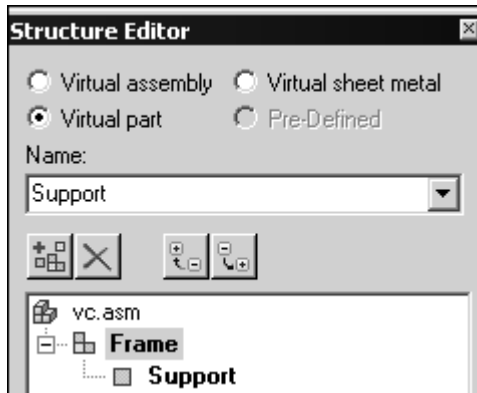 Structure Editor
Virtual assembly Virtual sheet metal
Virtual part Pre-Defined
Name:
Support
vc.asm
Frame
Support